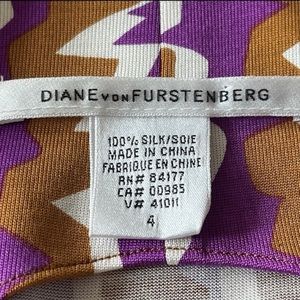 DIANE VON FURSTENBERG
100% SILK/SOIE
MADE IN CHINA
FABRIQUE EN CHINE
RN# 84177
CA# 00985
V# 41011
4